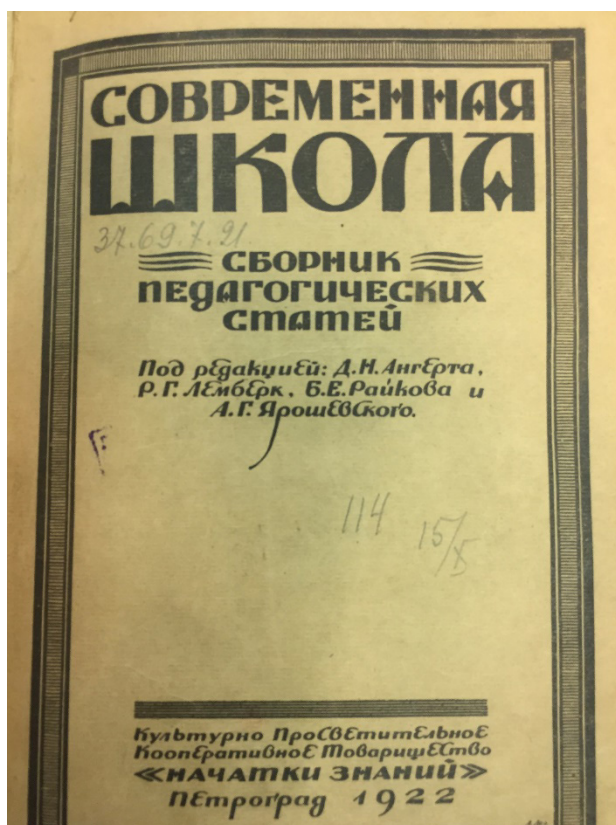 СОВРЕМЕННАЯ
ШКОЛА
37.69.7.21
СБОРНИК
ПЕДАГОГИЧЕСКИХ
СТАТЕЙ
Под редакцией: Д.Н.Ангерта,
Р.Г.Лемберк, Б.Е.Райкова и
А.Г.Ярошевского.
114
15/X
Культурно Просветительное
Кооперативное Товарищество
«НАЧАТКИ ЗНАНИЙ»
Петроград 1922